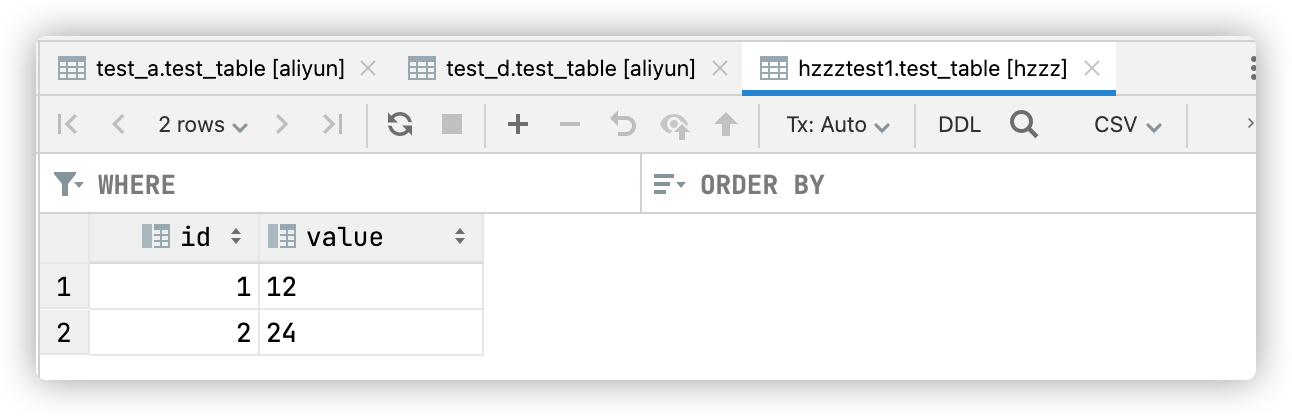 test_a.test_table [aliyun] test_d.test_table [aliyun] hzzztest1.test_table [hzzz]
2 rows Tx: Auto DDL CSV
WHERE ORDER BY
id value
1 1 12
2 2 24